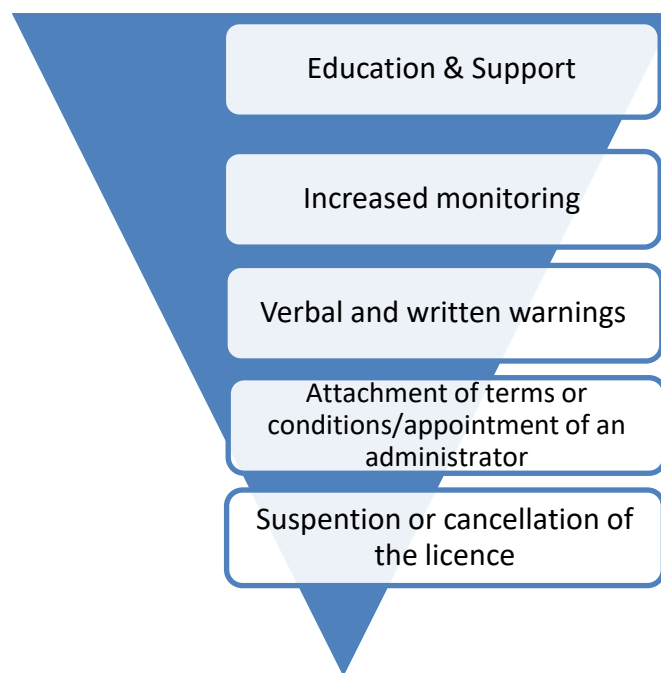 Education & Support
Increased monitoring
Verbal and written warnings
Attachment of terms or
conditions/appointment of an
administrator
Suspention or cancellation of
the licence